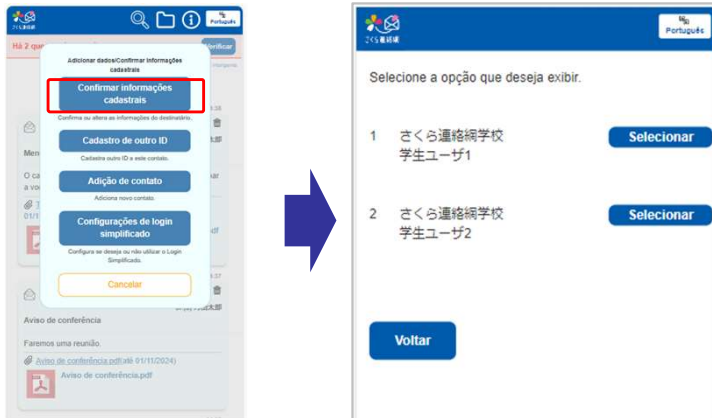 さくら連絡網
Português
Há 2 que
Verificar
Adicionar dados/Confirmar informações
cadastrais
Confirmar informações
cadastrais
Confirma ou altera as informações do destinatário.
Cadastro de outro ID
Cadastra outro ID a este contato.
Adição de contato
Adiciona novo contato.
Configurações de login
simplificado
Configura se deseja ou não utilizar o Login
Simplificado.
Cancelar
Men
O ca
a vo
01/1
Aviso de conferência
Faremos uma reunião.
Aviso de conferência.pdf(até 01/11/2024)
Aviso de conferência.pdf
さくら連絡網
Português
Selecione a opção que deseja exibir.
1 さくら連絡網学校 Selecionar
学生ユーザ1
2 さくら連絡網学校 Selecionar
学生ユーザ2
Voltar